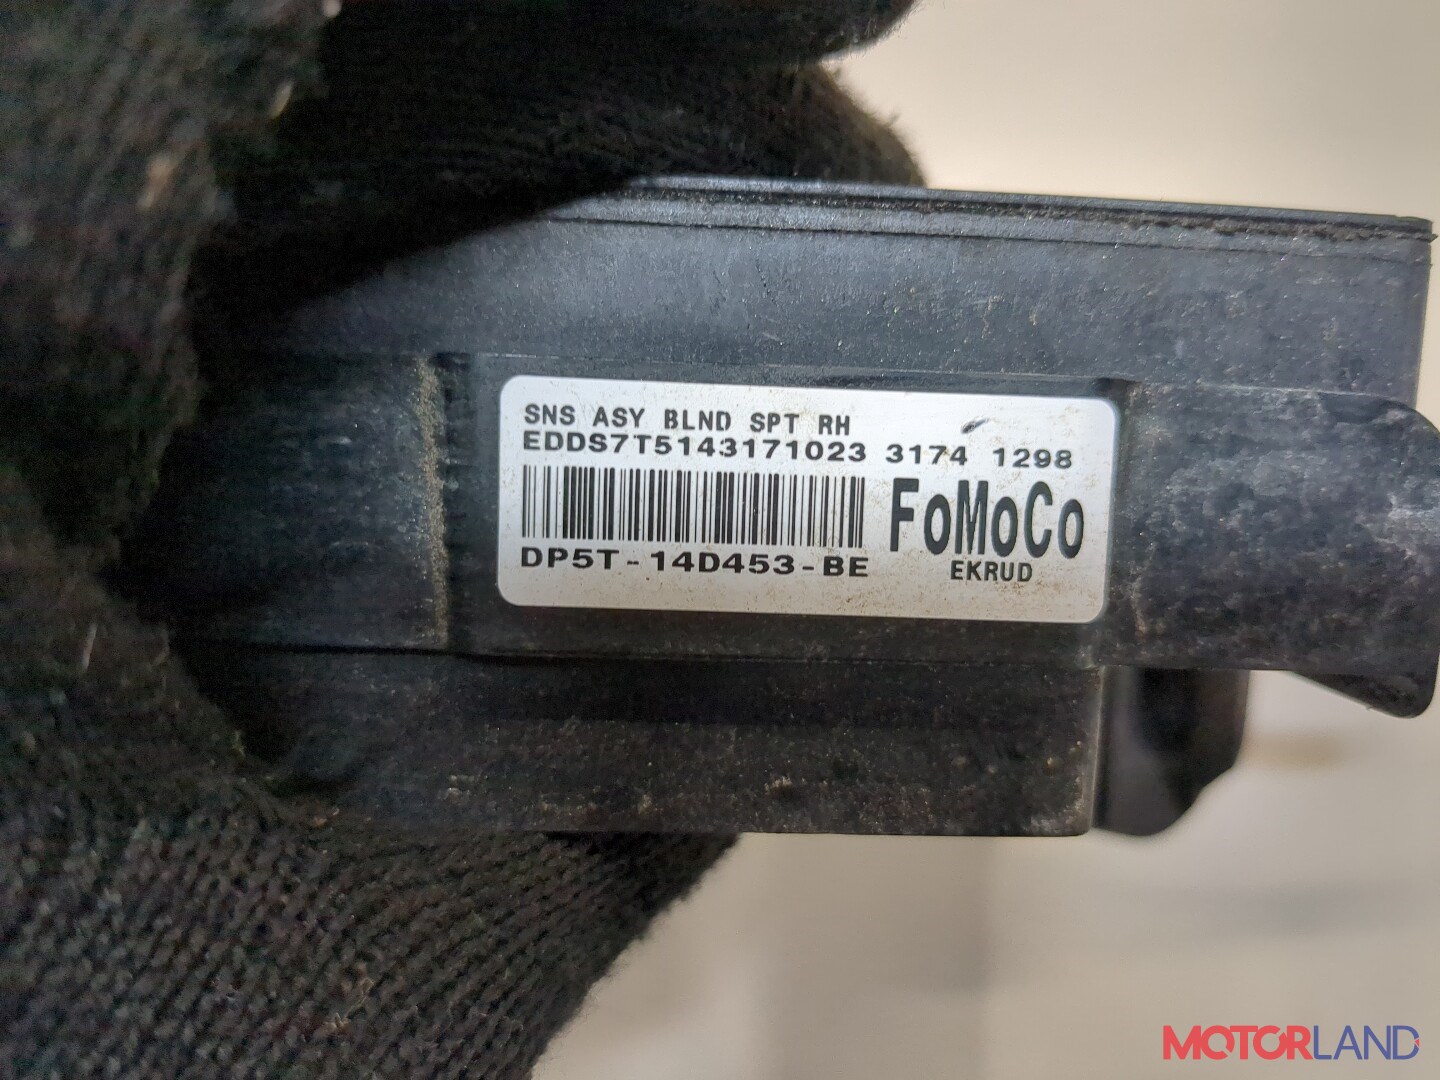 SNS ASY BLND SPT RH
EDDS7T5143171023 3174 1298
FoMoCo
DP5T-14D453-BE
EKRUD
MOTORLAND